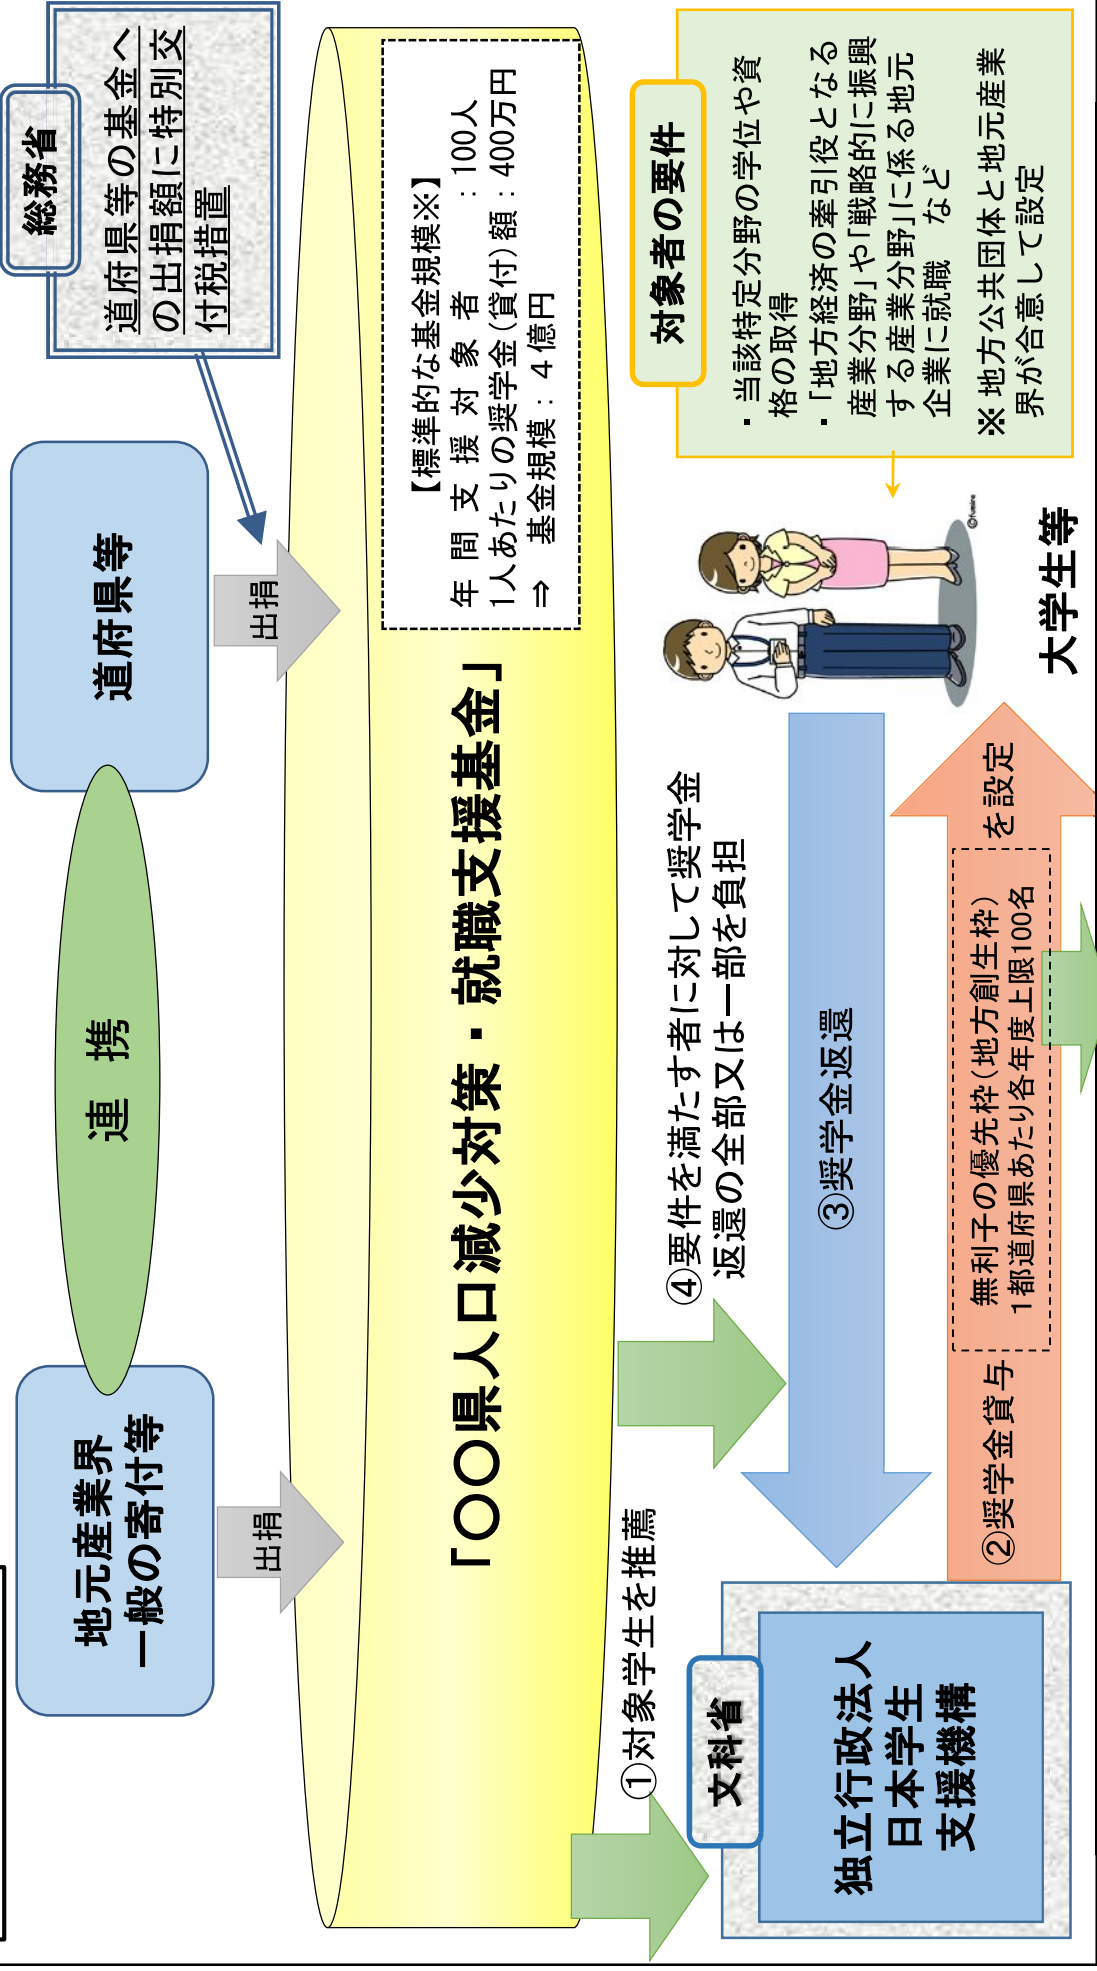 地元産業界
一般の寄付等
連 携
道府県等
総務省
道府県等の基金へ
の出捐額に特別交
付税措置
出捐
出捐
「〇〇県人口減少対策・就職支援基金」
【標準的な基金規模※】
年間支援対象者 ：100人
1人あたりの奨学金（貸付）額：400万円
⇒ 基金規模：４億円
①対象学生を推薦
④要件を満たす者に対して奨学金
返還の全部又は一部を負担
③奨学金返還
文科省
独立行政法人
日本学生
支援機構
②奨学金貸与
無利子の優先枠（地方創生枠）
1都道府県あたり各年度上限100名
を設定
大学生等
©fumira
対象者の要件
・当該特定分野の学位や資
格の取得
・「地方経済の牽引役となる
産業分野」や「戦略的に振興
する産業分野」に係る地元
企業に就職 など
※地方公共団体と地元産業
界が合意して設定